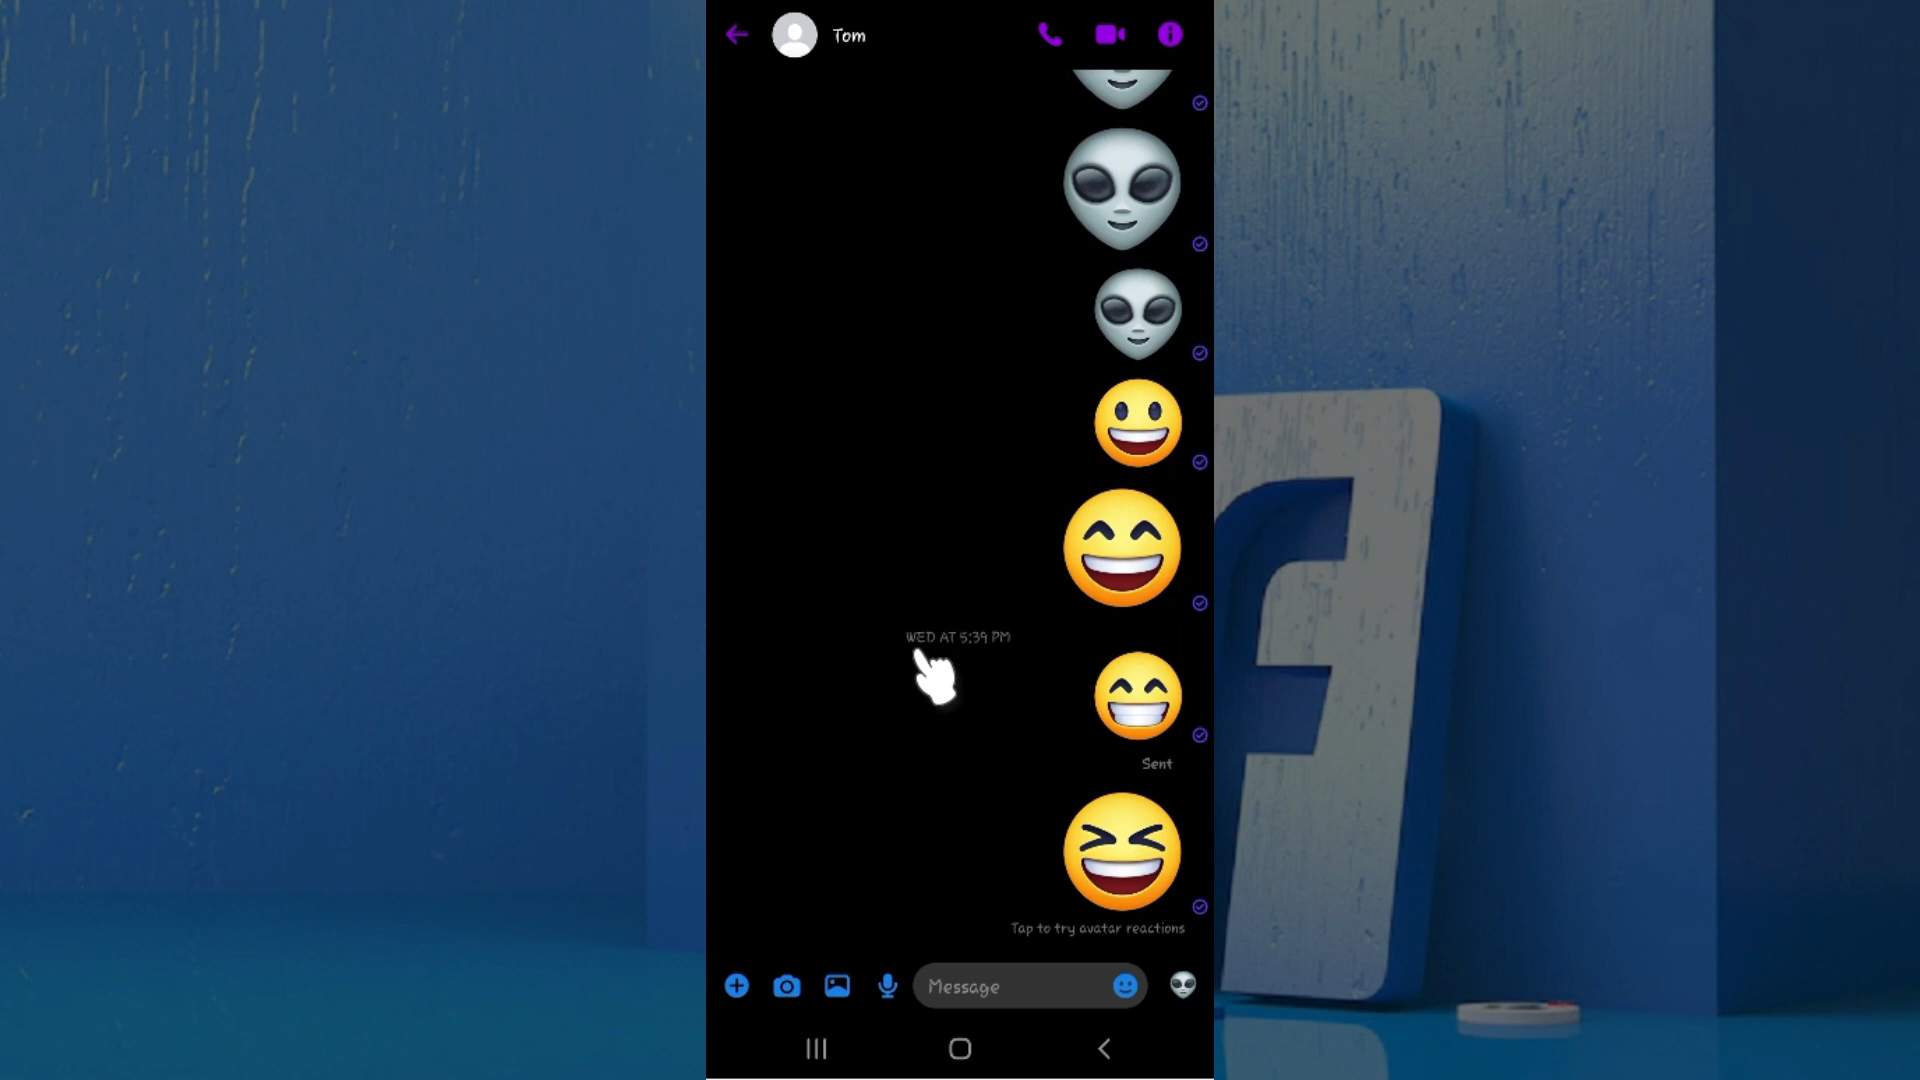 Tom
WED AT 5:39 PM
Sent
Tap to try avatar reactions
Message